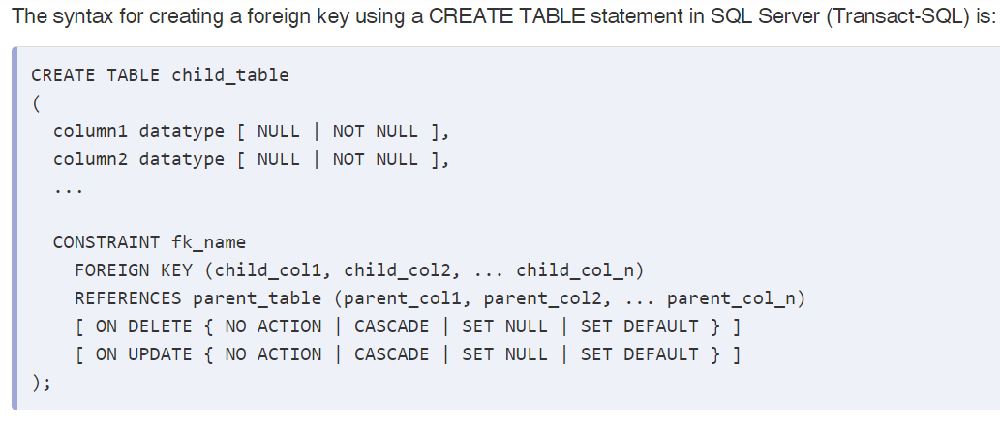 The syntax for creating a foreign key using a CREATE TABLE statement in SQL Server (Transact-SQL) is:
CREATE TABLE child_table
(
column1 datatype [ NULL | NOT NULL ],
column2 datatype [ NULL | NOT NULL ],
...
CONSTRAINT fk_name
FOREIGN KEY (child_col1, child_col2, ... child_col_n)
REFERENCES parent_table (parent_col1, parent_col2, ... parent_col_n)
[ ON DELETE { NO ACTION | CASCADE | SET NULL | SET DEFAULT } ]
[ ON UPDATE { NO ACTION | CASCADE | SET NULL | SET DEFAULT } ]
);